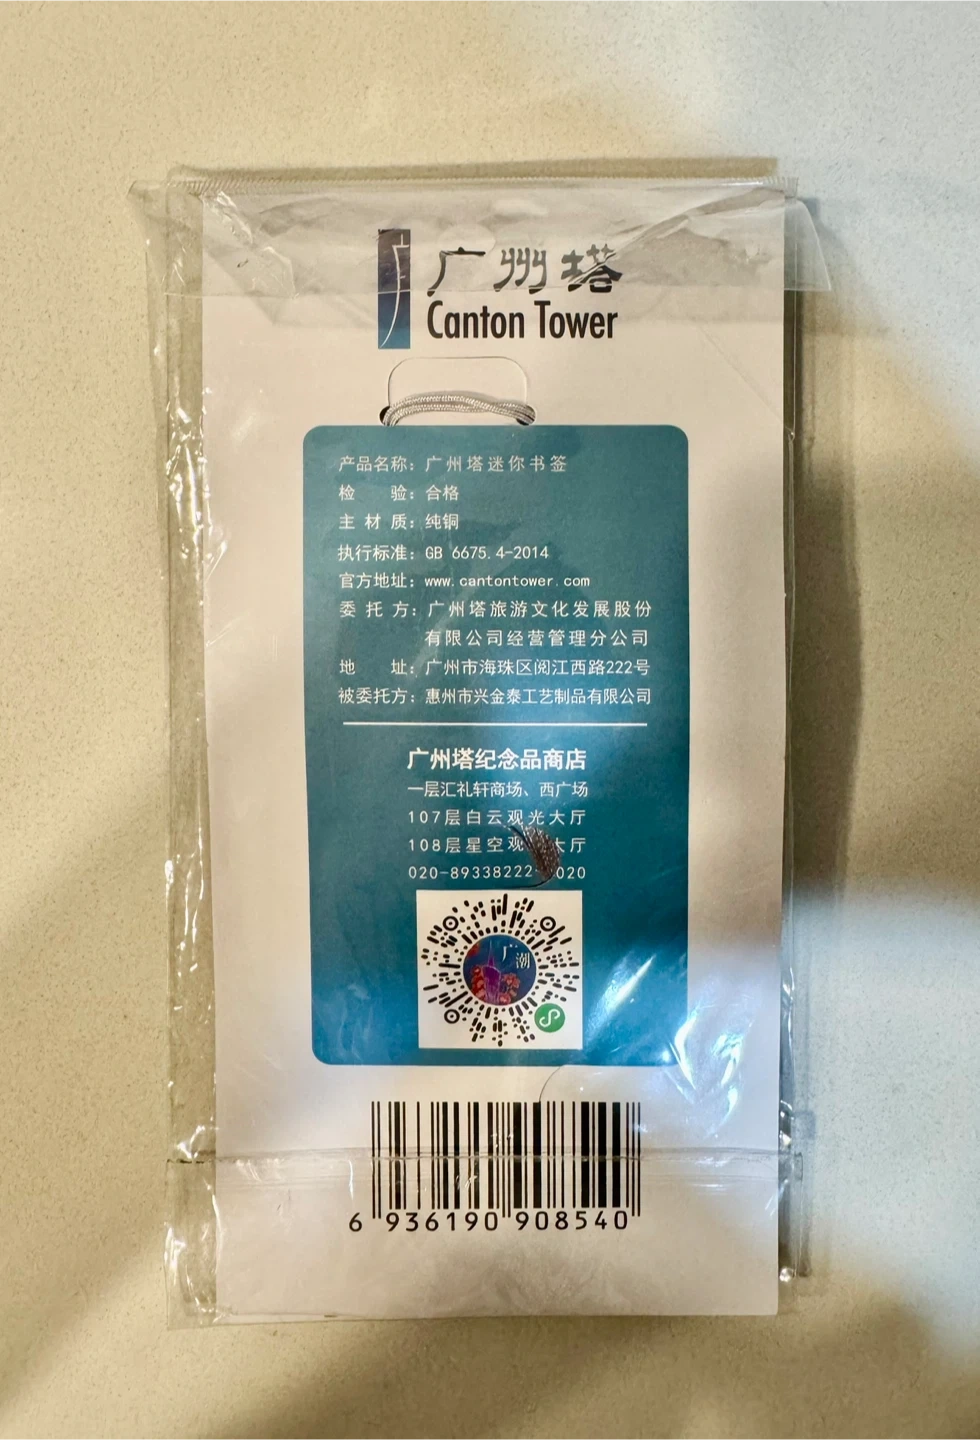 广州塔
Canton Tower
产品名称：广州塔迷你书签
检　　验：合格
主 材 质：纯铜
执行标准：GB 6675.4-2014
官方地址：www.cantontower.com
委 托 方：广州塔旅游文化发展股份
有限公司经营管理分公司
地　　址：广州市海珠区阅江西路222号
被委托方：惠州市兴金泰工艺制品有限公司
广州塔纪念品商店
一层汇礼轩商场、西广场
107层白云观光大厅
108层星空观 大厅
020-89338222 020
广潮
6 936190 908540